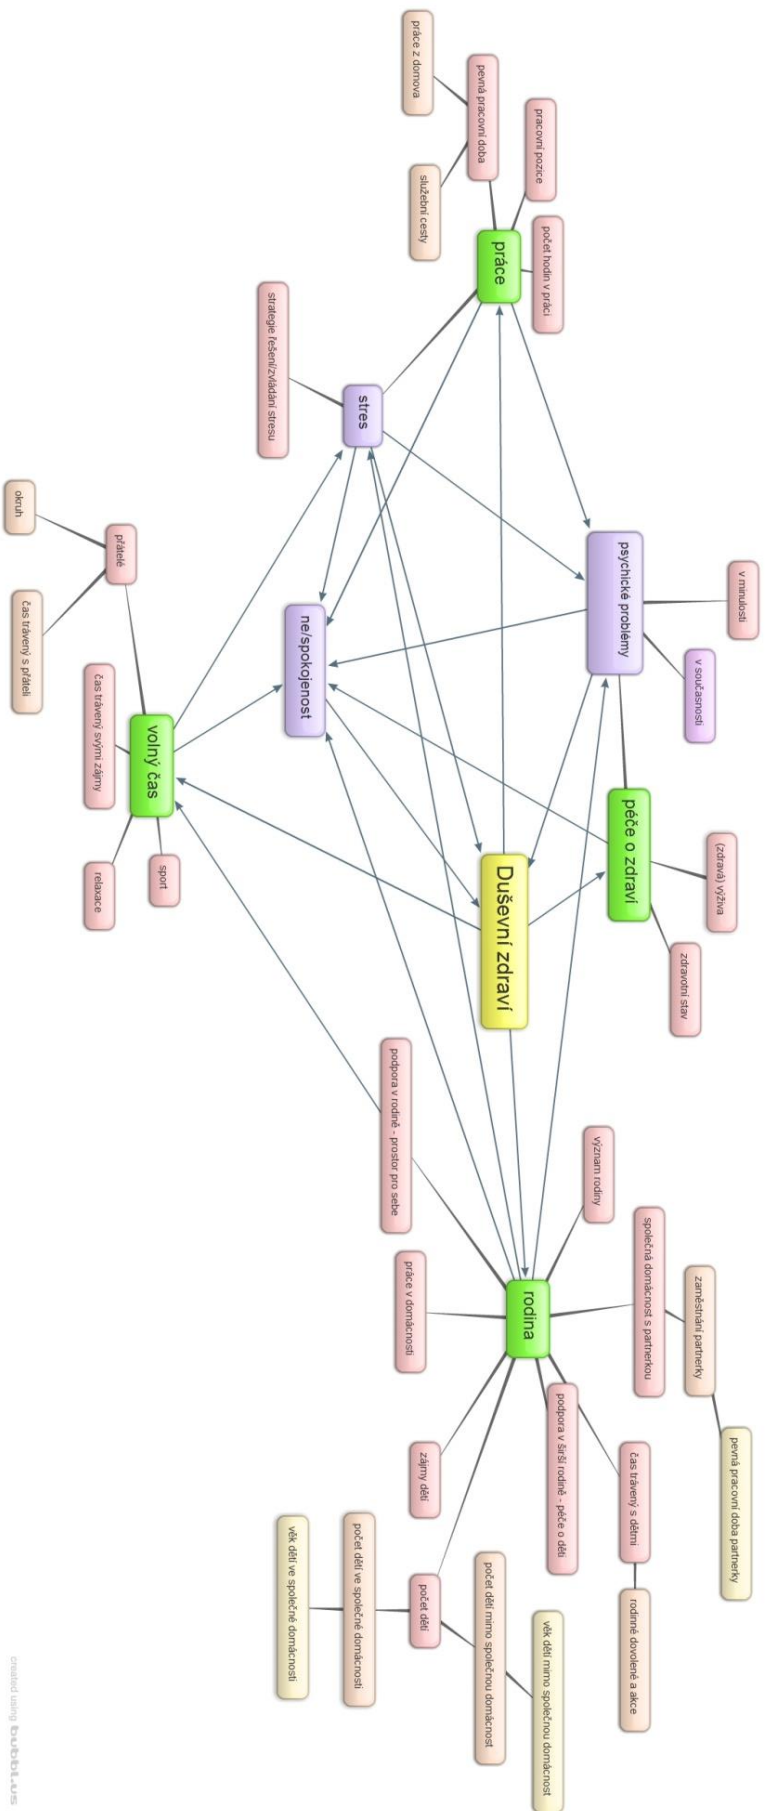 v minulosti
v současnosti
(zdravá) výživa
zdravotní stav
pevná pracovní doba partnerky
zaměstnání partnerky
společná domácnost s partnerkou
čas trávený s dětmi
rodinné dovolené a akce
psychické problémy
péče o zdraví
význam rodiny
pracovní pozice
počet hodin v práci
podpora v širší rodině - péče o děti
věk dětí mimo společnou domácnost
práce
Duševní zdraví
rodina
pevná pracovní doba
počet dětí mimo společnou domácnost
práce z domova
služební cesty
podpora v rodině - prostor pro sebe
práce v domácnosti
zájmy dětí
počet dětí
stres
počet dětí ve společné domácnosti
ne/spokojenost
věk dětí ve společné domácnosti
strategie řešení/zvládání stresu
volný čas
sport
přátelé
čas trávený svými zájmy
relaxace
okruh
čas trávený s přáteli
created using bubbl.us